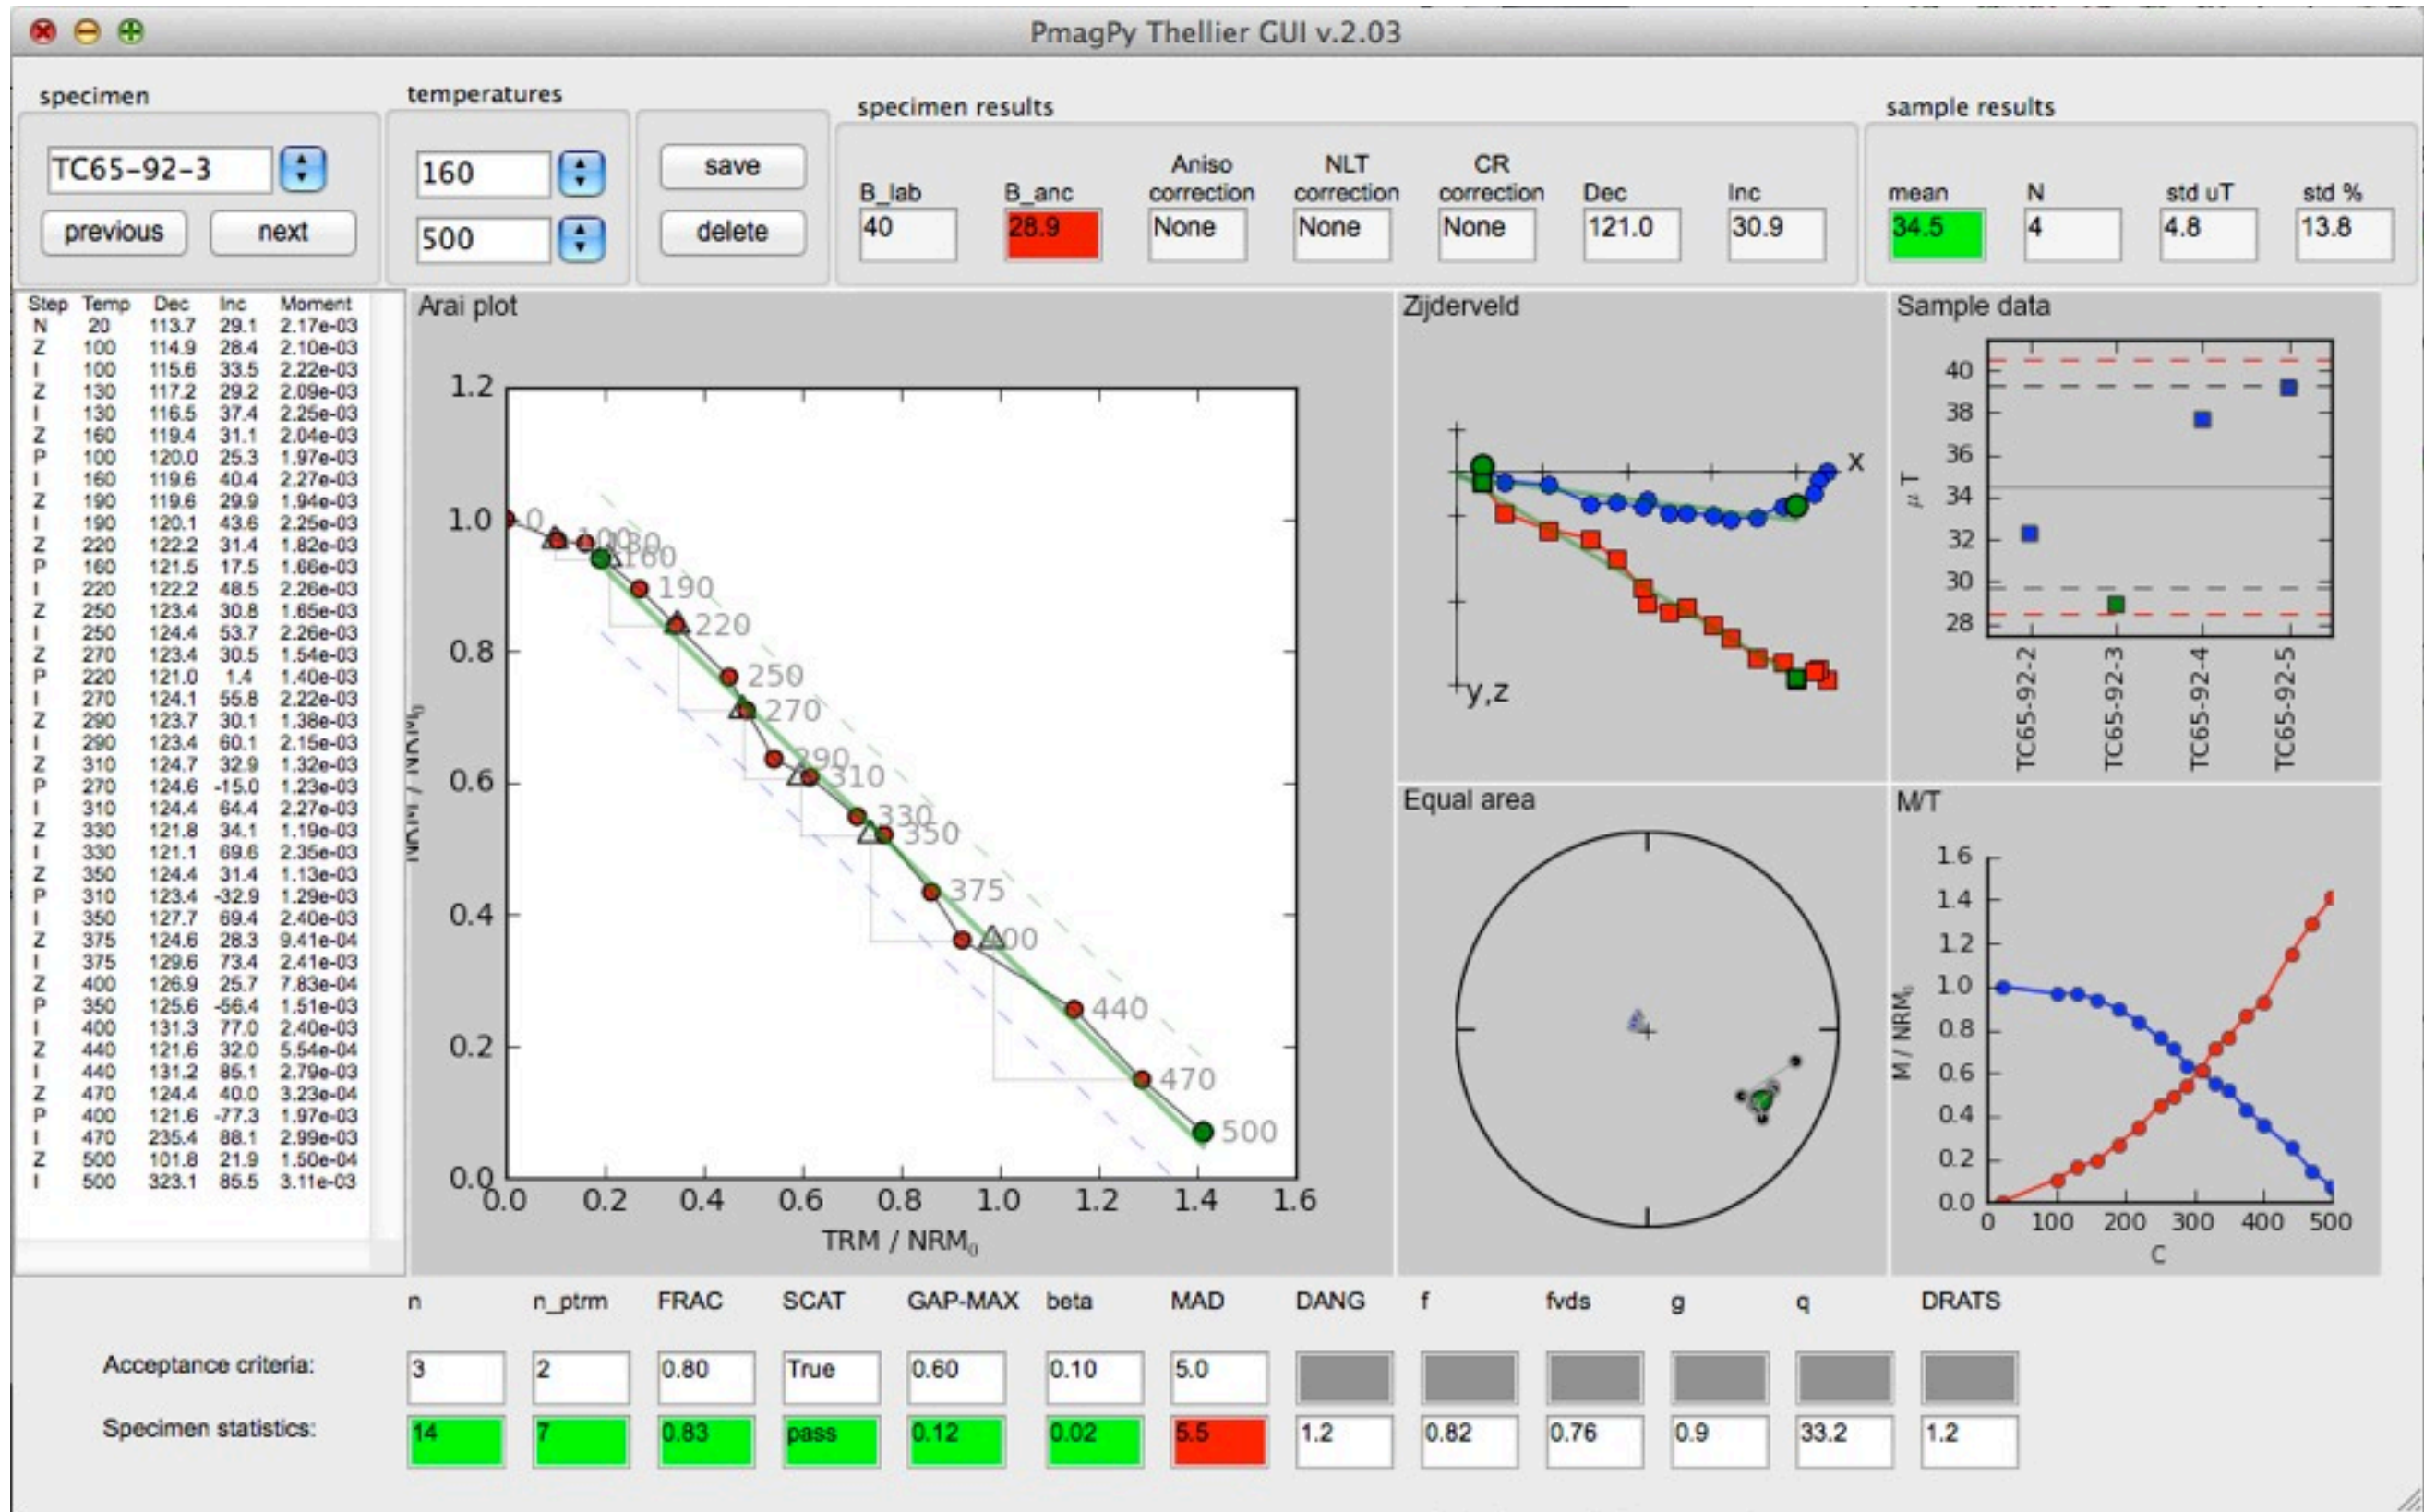 PmagPy Thellier GUI v.2.03
specimen
temperatures
specimen results
sample results
TC65-92-3
previous next
160
500
save
delete
B_lab B_anc Aniso correction NLT correction CR correction Dec Inc
40 28.9 None None None 121.0 30.9
mean N std uT std %
34.5 4 4.8 13.8
Step Temp Dec Inc Moment
N 20 113.7 29.1 2.17e-03
Z 100 114.9 28.4 2.10e-03
I 100 115.6 33.5 2.22e-03
Z 130 117.2 29.2 2.09e-03
I 130 116.5 37.4 2.25e-03
Z 160 119.4 31.1 2.04e-03
P 100 120.0 25.3 1.97e-03
I 160 119.6 40.4 2.27e-03
Z 190 119.6 29.9 1.94e-03
I 190 120.1 43.6 2.25e-03
Z 220 122.2 31.4 1.82e-03
P 160 121.5 17.5 1.66e-03
I 220 122.2 48.5 2.26e-03
Z 250 123.4 30.8 1.65e-03
I 250 124.4 53.7 2.26e-03
Z 270 123.4 30.5 1.54e-03
P 220 121.0 1.4 1.40e-03
I 270 124.1 55.8 2.22e-03
Z 290 123.7 30.1 1.38e-03
I 290 123.4 60.1 2.15e-03
Z 310 124.7 32.9 1.32e-03
P 270 124.6 -15.0 1.23e-03
I 310 124.4 64.4 2.27e-03
Z 330 121.8 34.1 1.19e-03
I 330 121.1 69.6 2.35e-03
Z 350 124.4 31.4 1.13e-03
P 310 123.4 -32.9 1.29e-03
I 350 127.7 69.4 2.40e-03
Z 375 124.6 28.3 9.41e-04
I 375 129.6 73.4 2.41e-03
Z 400 126.9 25.7 7.83e-04
P 350 125.6 -56.4 1.51e-03
I 400 131.3 77.0 2.40e-03
Z 440 121.6 32.0 5.54e-04
I 440 131.2 85.1 2.79e-03
Z 470 124.4 40.0 3.23e-04
P 400 121.6 -77.3 1.97e-03
I 470 235.4 88.1 2.99e-03
Z 500 101.8 21.9 1.50e-04
I 500 323.1 85.5 3.11e-03
Arai plot
1.2
1.0
0.8
0.6
0.4
0.2
0.0
0
100
130
160
190
220
250
270
290
310
330
350
375
400
440
470
500
0.0 0.2 0.4 0.6 0.8 1.0 1.2 1.4 1.6
TRM / NRM₀
Zijderveld
x
y,z
Sample data
40
38
36
34
32
30
28
μ T
TC65-92-2
TC65-92-3
TC65-92-4
TC65-92-5
Equal area
M/T
1.6
1.4
1.2
1.0
0.8
0.6
0.4
0.2
0.0
M / NRM₀
0 100 200 300 400 500
C
n n_ptrm FRAC SCAT GAP-MAX beta MAD DANG f fvds g q DRATS
Acceptance criteria: 3 2 0.80 True 0.60 0.10 5.0
Specimen statistics: 14 7 0.83 pass 0.12 0.02 5.5 1.2 0.82 0.76 0.9 33.2 1.2